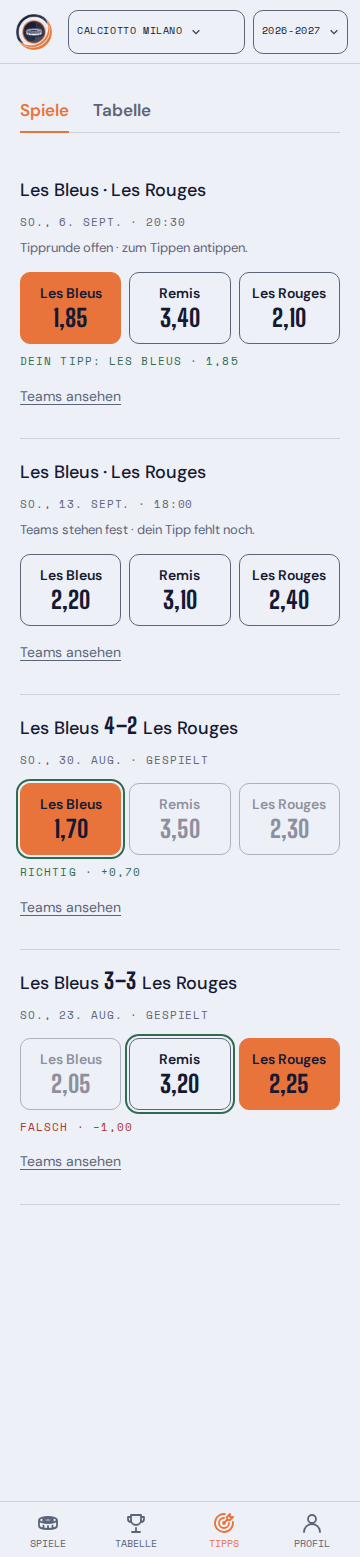 CALCIOTTO MILANO
2026-2027
Spiele
Tabelle
Les Bleus · Les Rouges
SO., 6. SEPT. · 20:30
Tipprunde offen · zum Tippen antippen.
Les Bleus
1,85
Remis
3,40
Les Rouges
2,10
DEIN TIPP: LES BLEUS · 1,85
Teams ansehen
Les Bleus · Les Rouges
SO., 13. SEPT. · 18:00
Teams stehen fest · dein Tipp fehlt noch.
Les Bleus
2,20
Remis
3,10
Les Rouges
2,40
Teams ansehen
Les Bleus 4–2 Les Rouges
SO., 30. AUG. · GESPIELT
Les Bleus
1,70
Remis
3,50
Les Rouges
2,30
RICHTIG · +0,70
Teams ansehen
Les Bleus 3–3 Les Rouges
SO., 23. AUG. · GESPIELT
Les Bleus
2,05
Remis
3,20
Les Rouges
2,25
FALSCH · −1,00
Teams ansehen
SPIELE
TABELLE
TIPPS
PROFIL